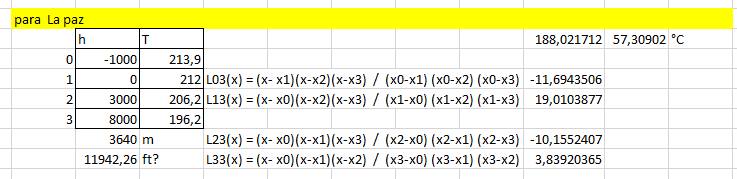 para  La paz
h T 188,021712 57,30902 °C
0 -1000 213,9
1 0 212 L03(x) = (x- x1)(x-x2)(x-x3)  /  (x0-x1) (x0-x2) (x0-x3) -11,6943506
2 3000 206,2 L13(x) = (x- x0)(x-x2)(x-x3)  /  (x1-x0) (x1-x2) (x1-x3) 19,0103877
3 8000 196,2
3640 m L23(x) = (x- x0)(x-x1)(x-x3)  /  (x2-x0) (x2-x1) (x2-x3) -10,1552407
11942,26 ft? L33(x) = (x- x0)(x-x1)(x-x2)  /  (x3-x0) (x3-x1) (x3-x2) 3,83920365